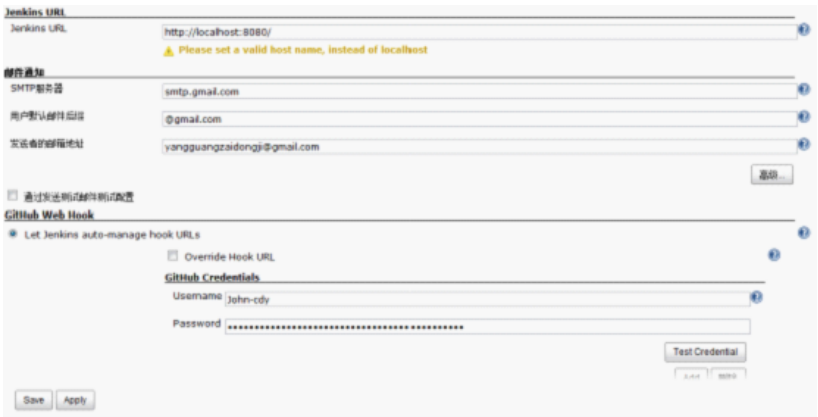 Jenkins URL
Jenkins URL
http://localhost:8080/
Please set a valid host name, instead of localhost
邮件通知
SMTP服务器
smtp.gmail.com
用户默认邮件后缀
@gmail.com
发送者的邮箱地址
yangguangzaidongji@gmail.com
高级...
通过发送测试邮件测试配置
GitHub Web Hook
Let Jenkins auto-manage hook URLs
Override Hook URL
GitHub Credentials
Username
John-cdy
Password
Test Credential
Save
Apply